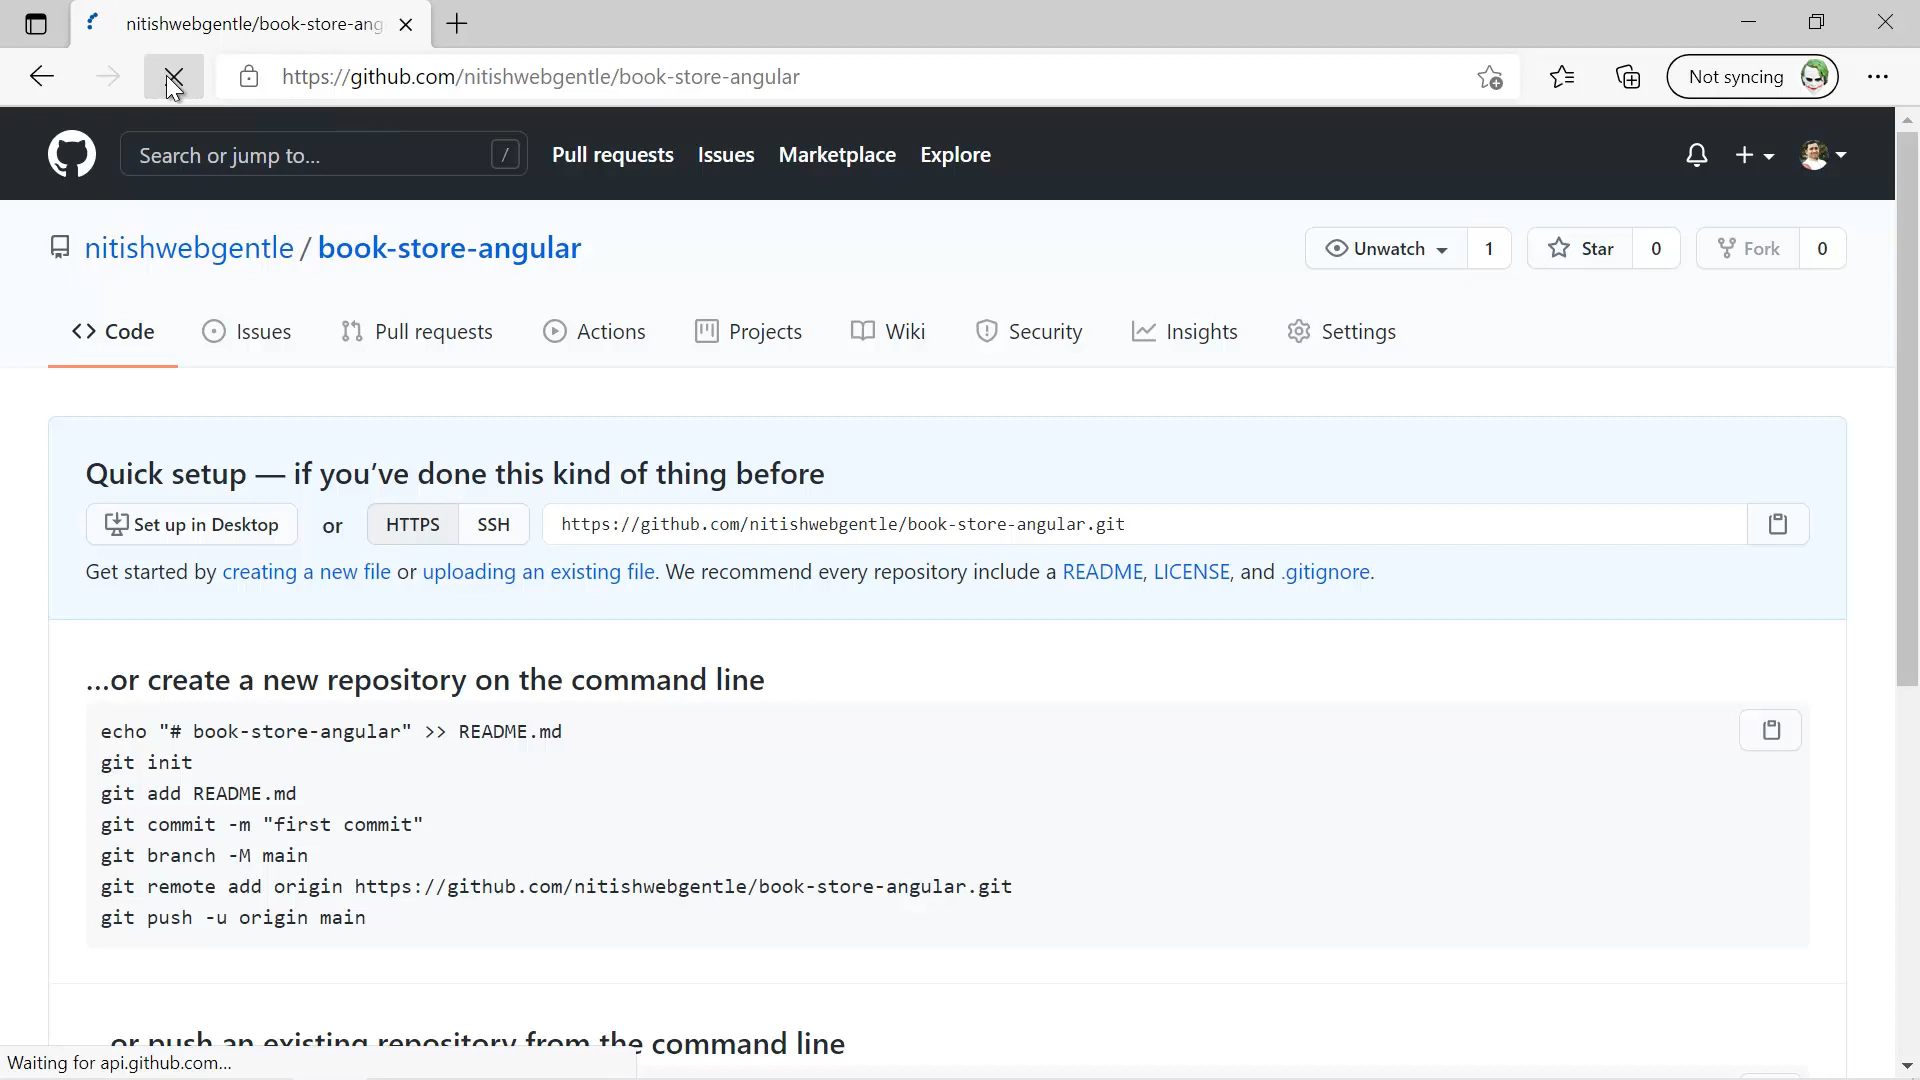 nitishwebgentle/book-store-ang
https://github.com/nitishwebgentle/book-store-angular
Not syncing
Search or jump to...
/
Pull requests
Issues
Marketplace
Explore
nitishwebgentle / book-store-angular
Unwatch
1
Star
0
Fork
0
Code
Issues
Pull requests
Actions
Projects
Wiki
Security
Insights
Settings
Quick setup — if you’ve done this kind of thing before
Set up in Desktop
or
HTTPS
SSH
https://github.com/nitishwebgentle/book-store-angular.git
Get started by creating a new file or uploading an existing file. We recommend every repository include a README, LICENSE, and .gitignore.
…or create a new repository on the command line
echo "# book-store-angular" >> README.md
git init
git add README.md
git commit -m "first commit"
git branch -M main
git remote add origin https://github.com/nitishwebgentle/book-store-angular.git
git push -u origin main
or push an existing repository from the command line
Waiting for api.github.com...